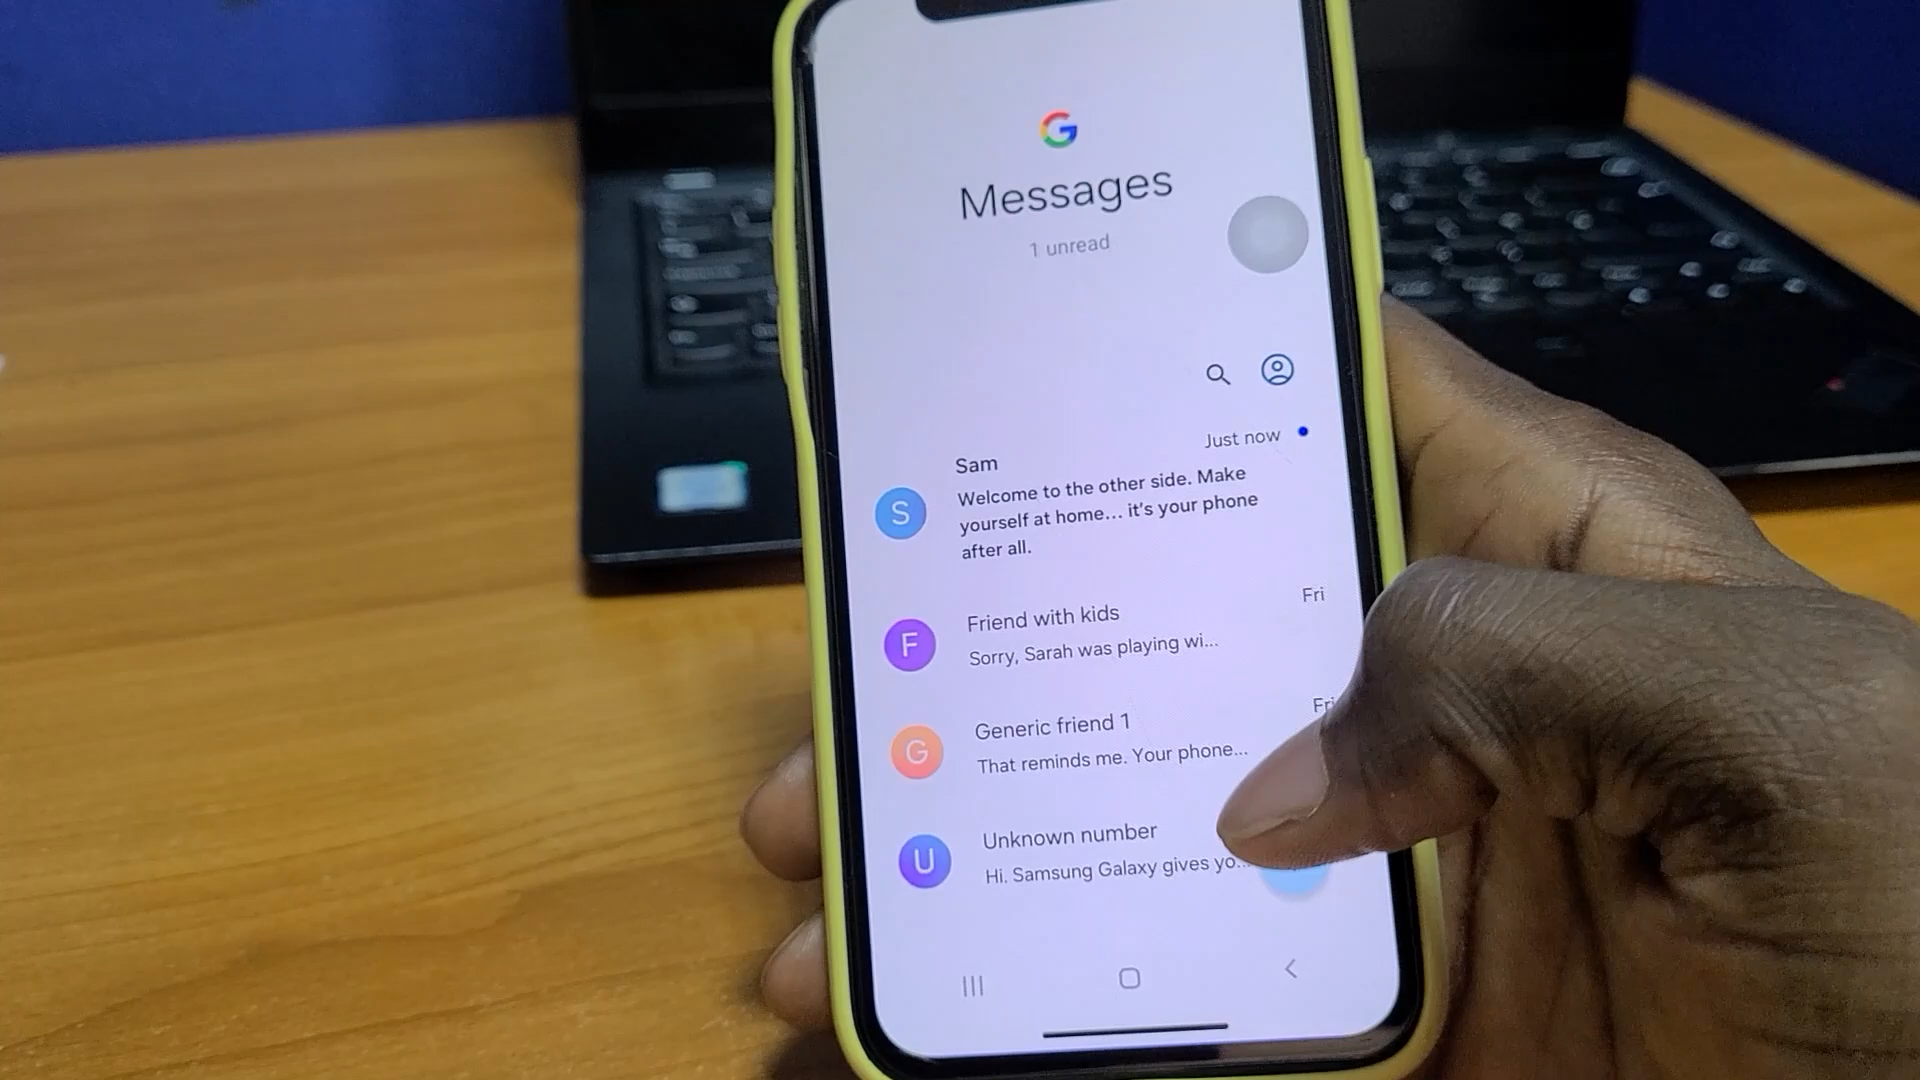 Messages
1 unread
Just now
Sam
Welcome to the other side. Make
yourself at home... it's your phone
after all.
S
Fri
Friend with kids
Sorry, Sarah was playing wi...
F
Fri
Generic friend 1
That reminds me. Your phone...
G
Unknown number
Hi. Samsung Galaxy gives yo...
U